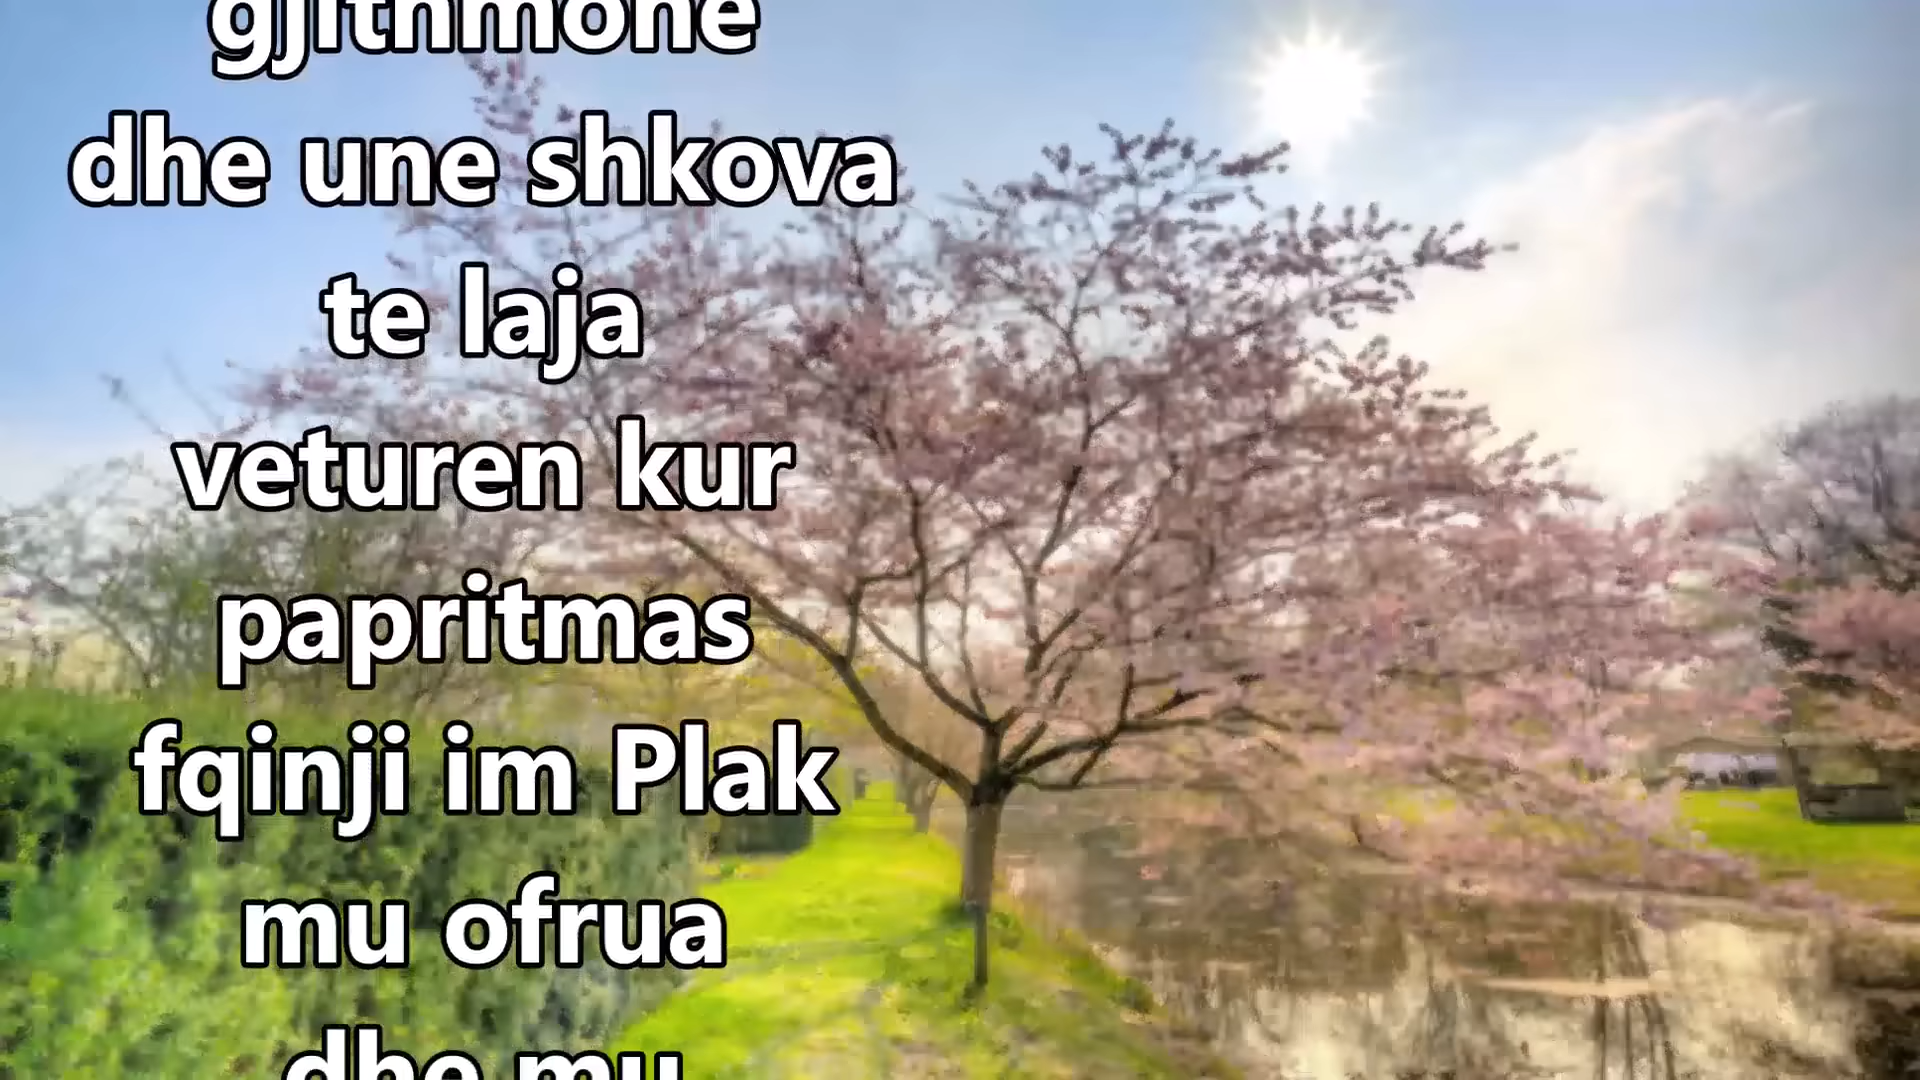 gjithmone
dhe une shkova
te laja
veturen kur
papritmas
fqinji im Plak
mu ofrua
dhe mu